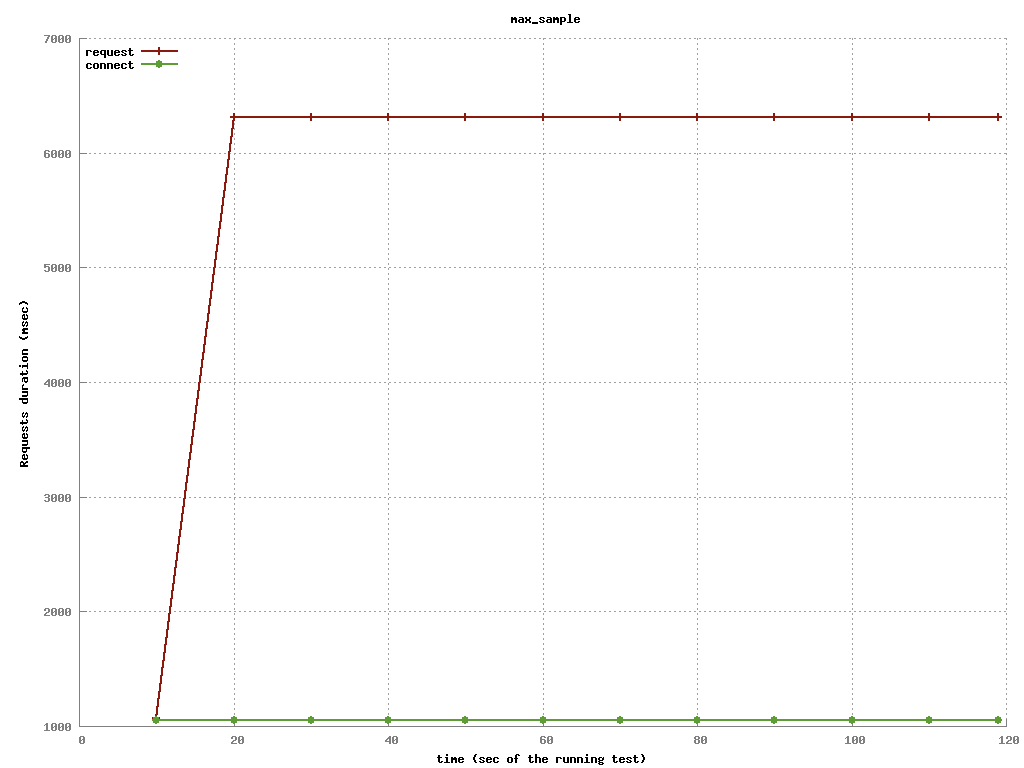 max_sample
7000
request
connect
6000
5000
Requests duration (msec)
4000
3000
2000
1000
0 20 40 60 80 100 120
time (sec of the running test)